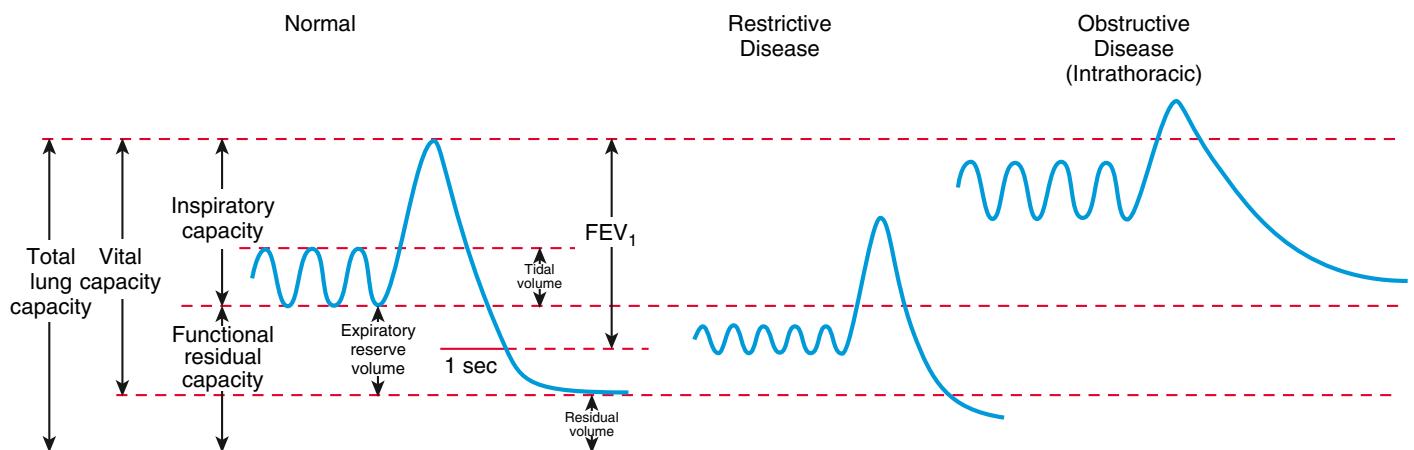 Normal
Restrictive
Disease
Obstructive
Disease
(Intrathoracic)
Total
lung
capacity
Vital
capacity
Inspiratory
capacity
Functional
residual
capacity
Tidal
volume
Expiratory
reserve
volume
FEV1
1 sec
Residual
volume